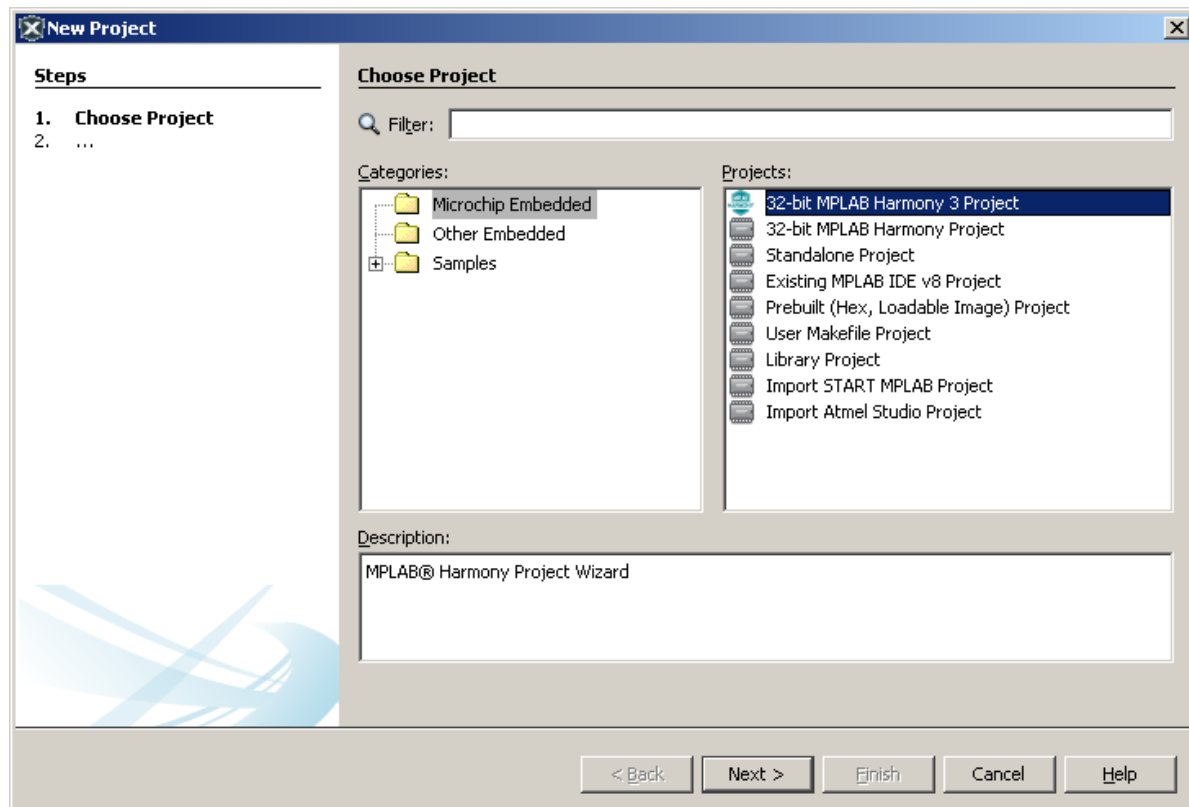 New Project
Steps
1. Choose Project
2. ...
Choose Project
Filter:
Categories:
Microchip Embedded
Other Embedded
Samples
Projects:
32-bit MPLAB Harmony 3 Project
32-bit MPLAB Harmony Project
Standalone Project
Existing MPLAB IDE v8 Project
Prebuilt (Hex, Loadable Image) Project
User Makefile Project
Library Project
Import START MPLAB Project
Import Atmel Studio Project
Description:
MPLAB® Harmony Project Wizard
< Back Next > Finish Cancel Help